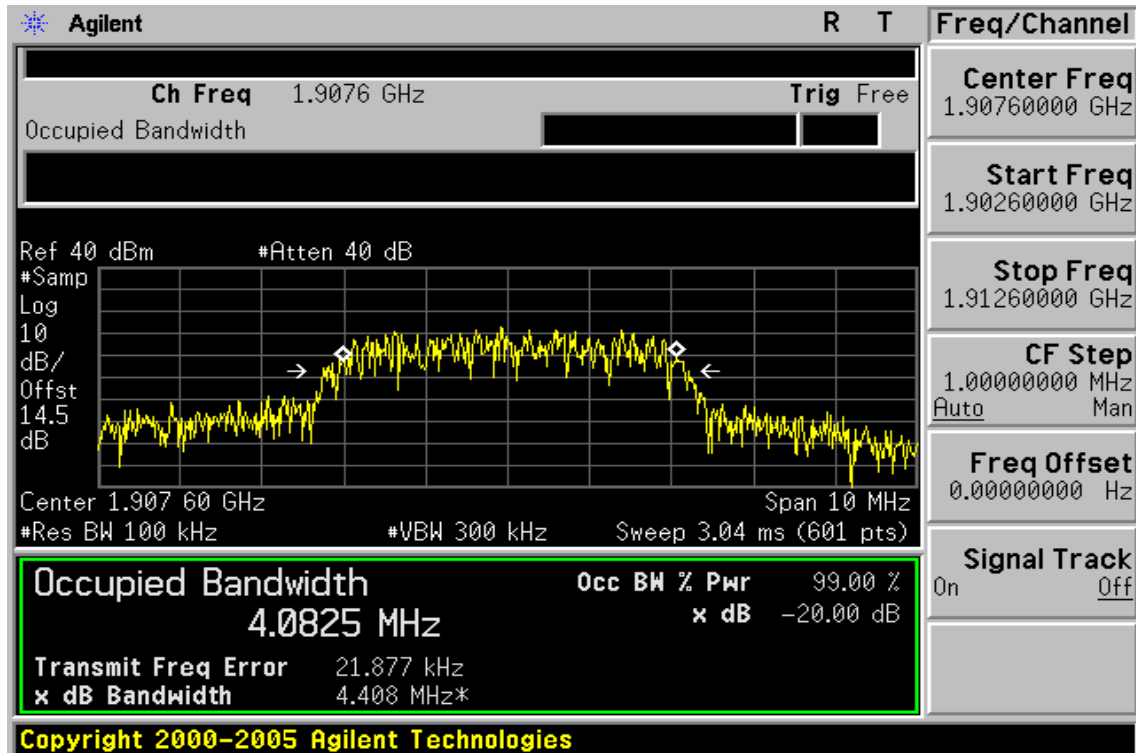 Agilent R T
Ch Freq 1.9076 GHz Trig Free
Occupied Bandwidth
Ref 40 dBm #Atten 40 dB
#Samp
Log
10
dB/
Offst
14.5
dB
Center 1.907 60 GHz Span 10 MHz
#Res BW 100 kHz #VBW 300 kHz Sweep 3.04 ms (601 pts)
Occupied Bandwidth
4.0825 MHz
Occ BW % Pwr 99.00 %
x dB -20.00 dB
Transmit Freq Error 21.877 kHz
x dB Bandwidth 4.408 MHz*
Copyright 2000-2005 Agilent Technologies
Freq/Channel
Center Freq
1.90760000 GHz
Start Freq
1.90260000 GHz
Stop Freq
1.91260000 GHz
CF Step
1.00000000 MHz
Auto Man
Freq Offset
0.00000000 Hz
Signal Track
On Off